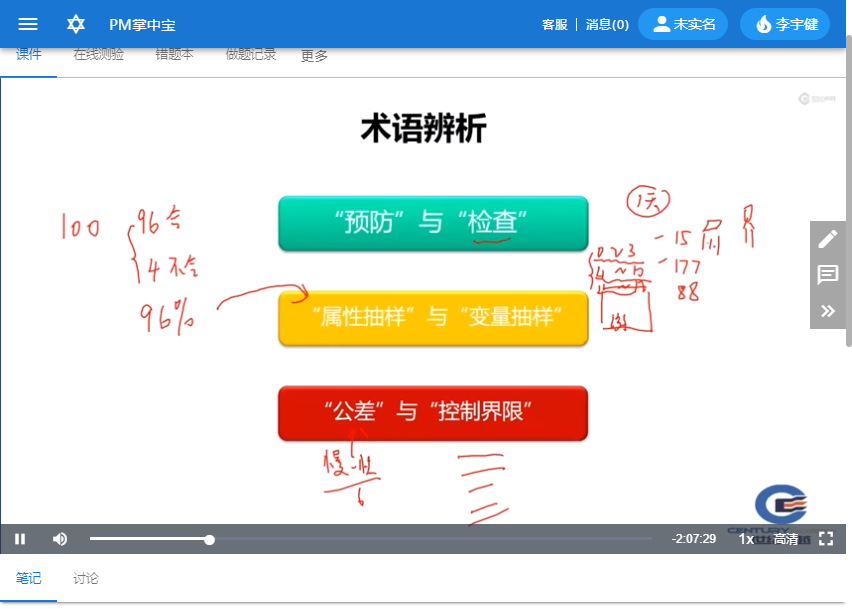 PM掌中宝
客服 | 消息(0) 未实名 李宇健
课件 在线测验 错题本 做题记录 更多
术语辨析
“预防” 与 “检查”
100
96合
4不合
96%
1天
15
177
88
“属性抽样” 与 “变量抽样”
“公差” 与 “控制界限”
6
CENTURY
-2:07:29 1x 高清
笔记 讨论